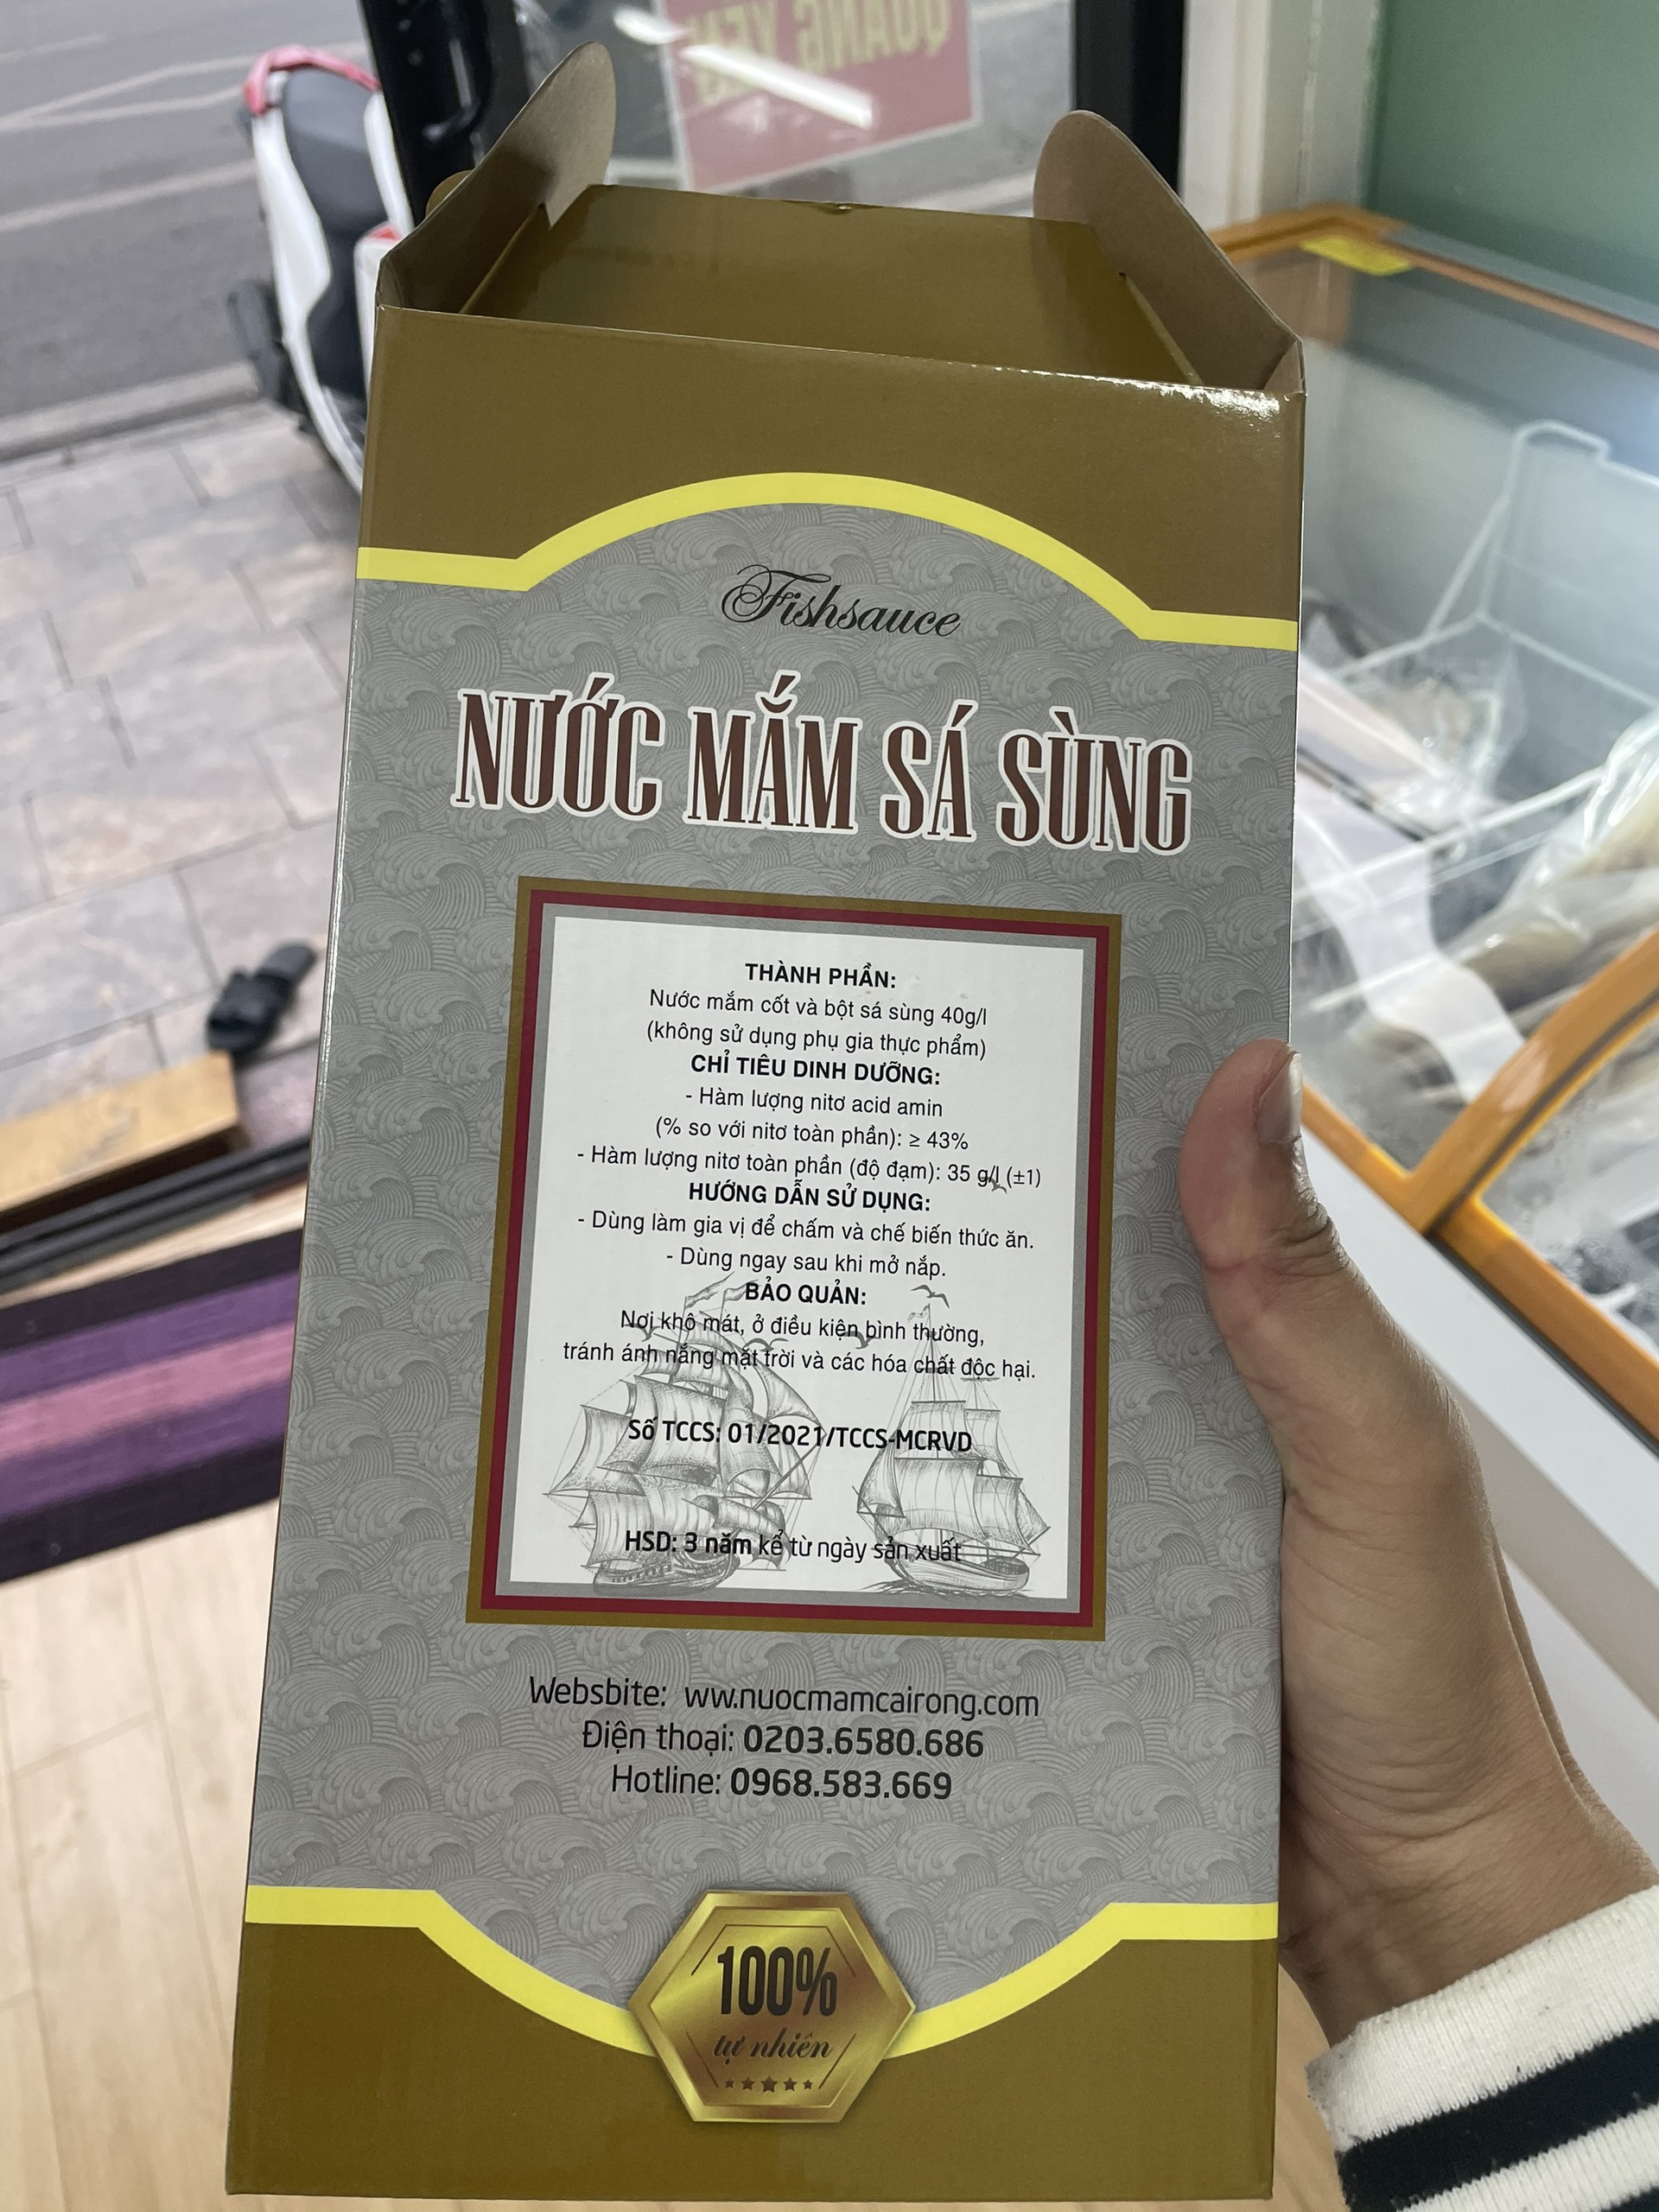 QUANG YEN
Fishsauce
NƯỚC MẮM SÁ SÙNG
THÀNH PHẦN:
Nước mắm cốt và bột sá sùng 40g/l
(không sử dụng phụ gia thực phẩm)
CHỈ TIÊU DINH DƯỠNG:
- Hàm lượng nitơ acid amin
(% so với nitơ toàn phần): ≥ 43%
- Hàm lượng nitơ toàn phần (độ đạm): 35 g/l (±1)
HƯỚNG DẪN SỬ DỤNG:
- Dùng làm gia vị để chấm và chế biến thức ăn.
- Dùng ngay sau khi mở nắp.
BẢO QUẢN:
Nơi khô mát, ở điều kiện bình thường,
tránh ánh nắng mặt trời và các hóa chất độc hại.
Số TCCS: 01/2021/TCCS-MCRVD
HSD: 3 năm kể từ ngày sản xuất
Websbite: ww.nuocmamcairong.com
Điện thoại: 0203.6580.686
Hotline: 0968.583.669
100%
tự nhiên